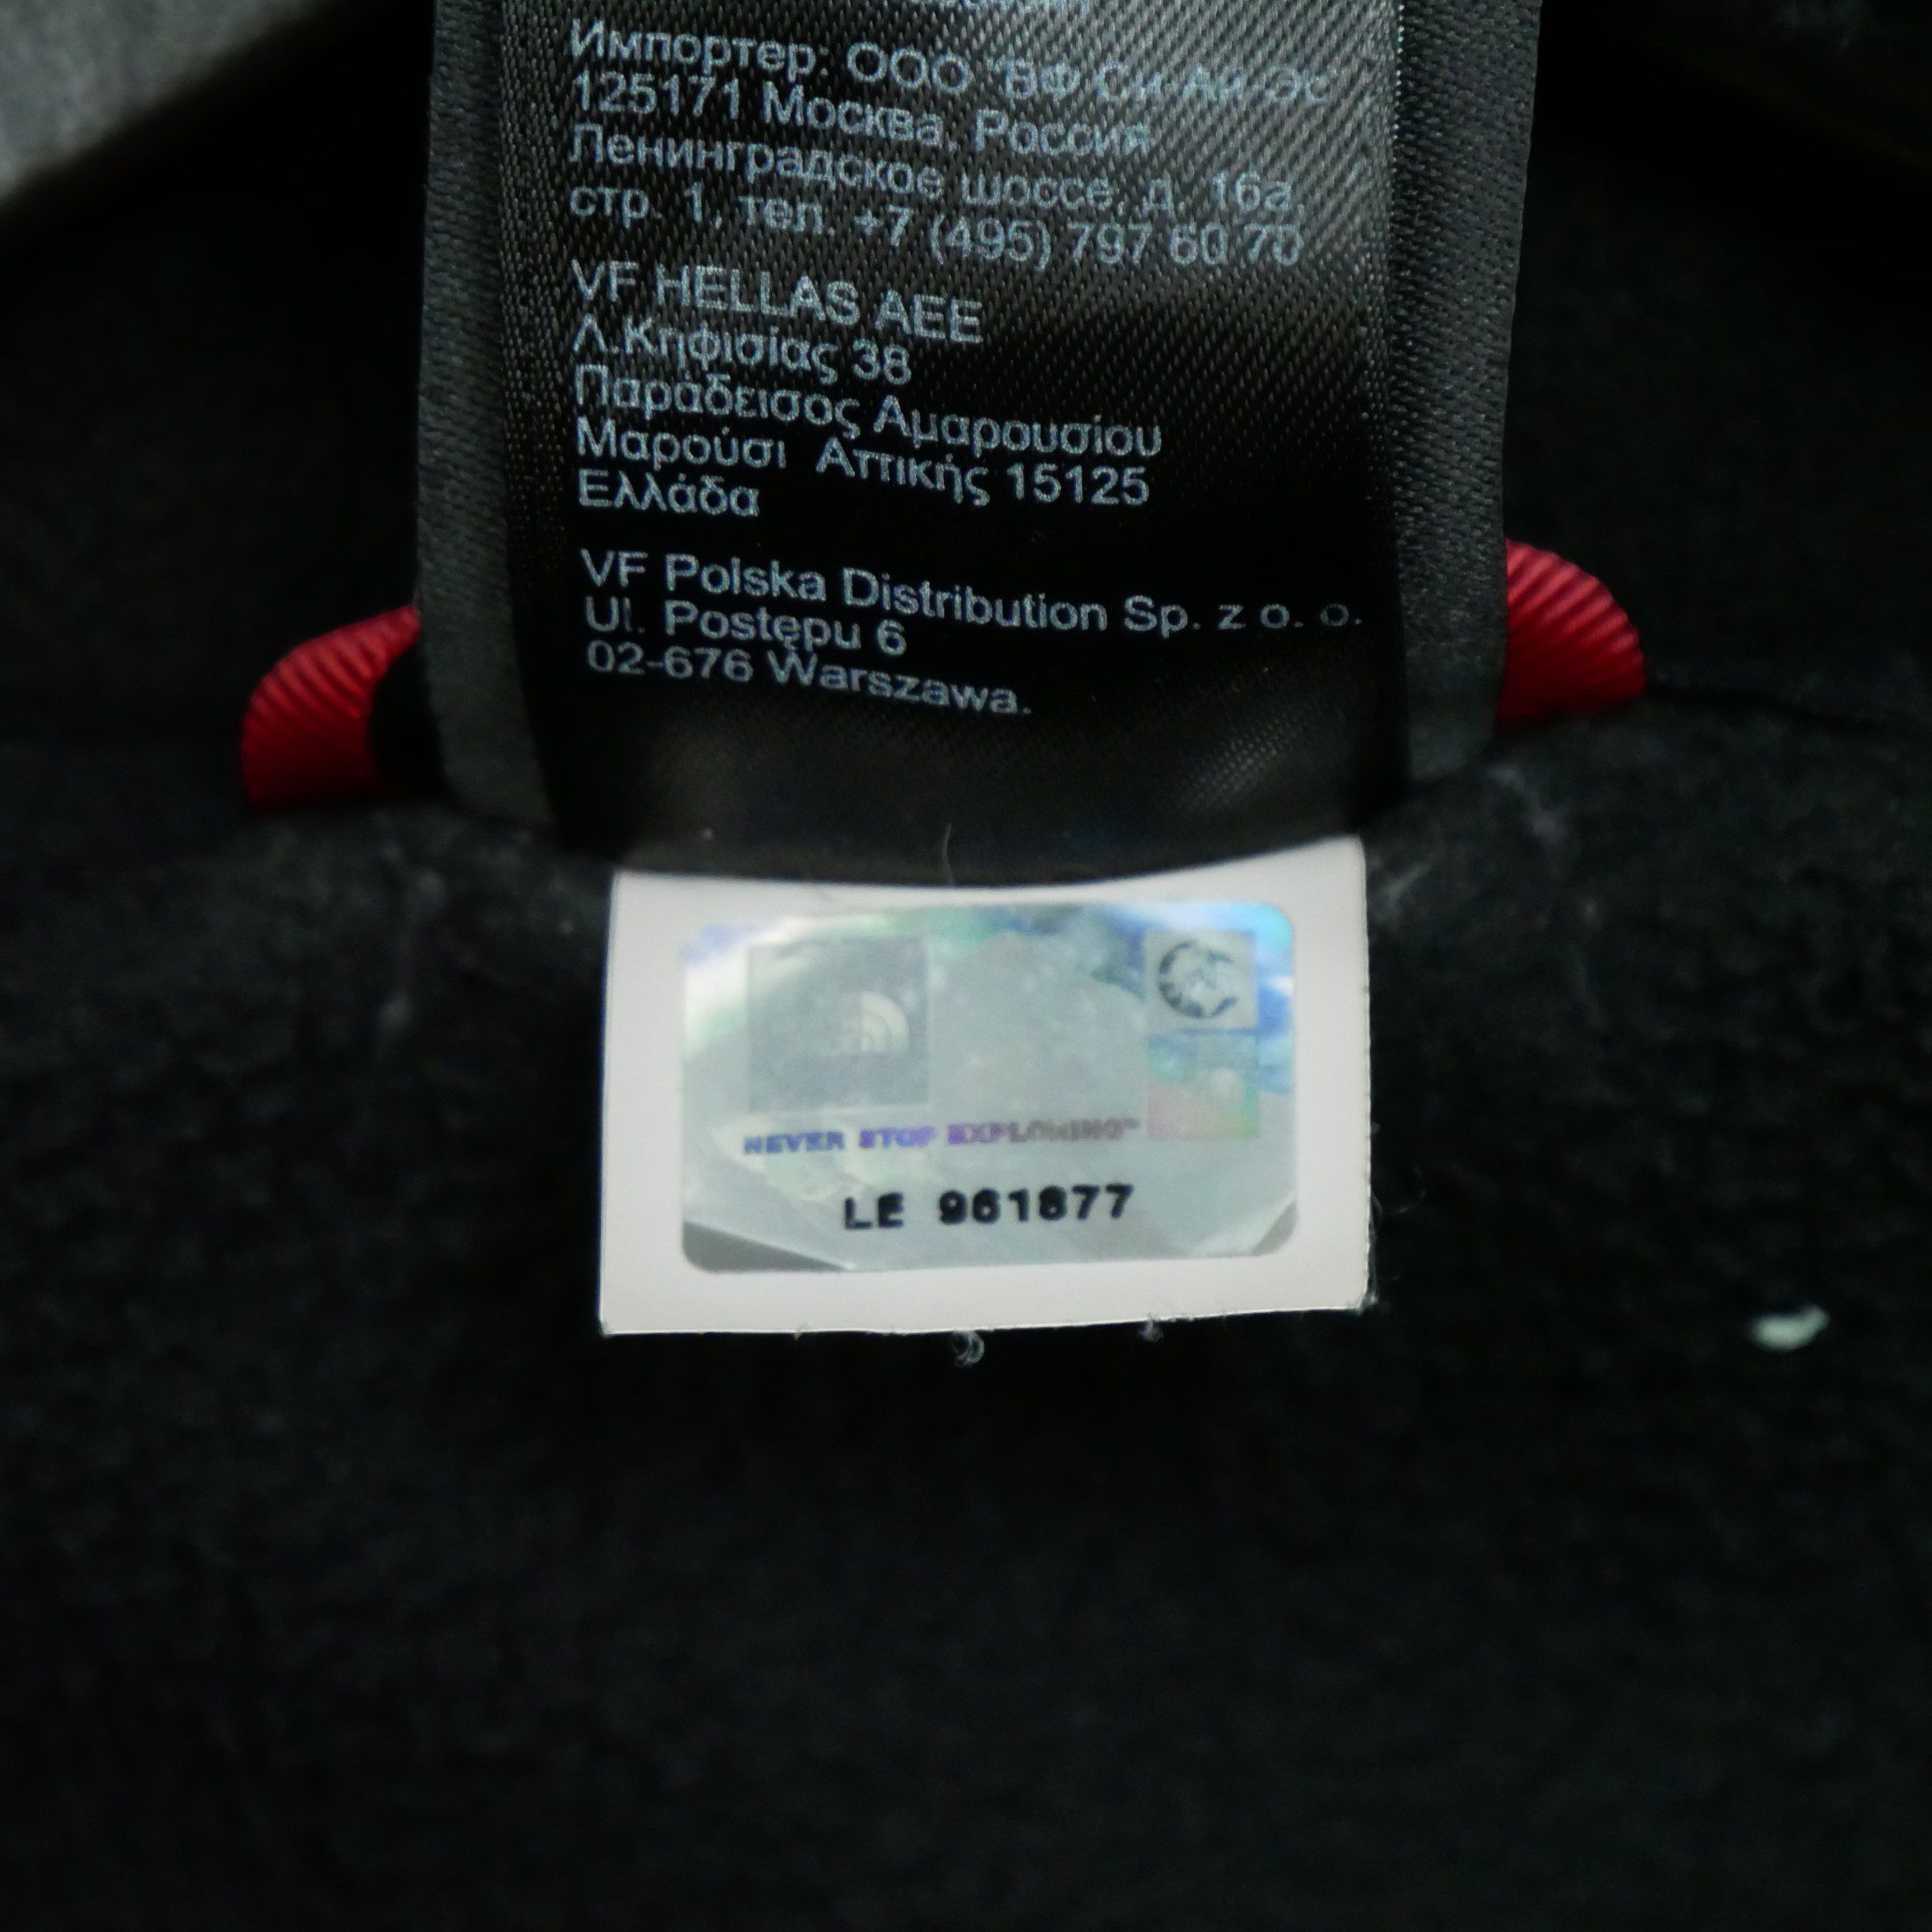 Импортер: ООО "ВФ Си-Ай-Эс"
125171 Москва, Россия
Ленинградское шоссе, д. 16а,
стр. 1, тел. +7 (495) 797 60 70
VF HELLAS AEE
Λ.Κηφισίας 38
Παράδεισος Αμαρουσίου
Μαρούσι Αττικής 15125
Ελλάδα
VF Polska Distribution Sp. z o. o.
Ul. Postępu 6
02-676 Warszawa.
NEVER STOP EXPLORING™
LE 961877